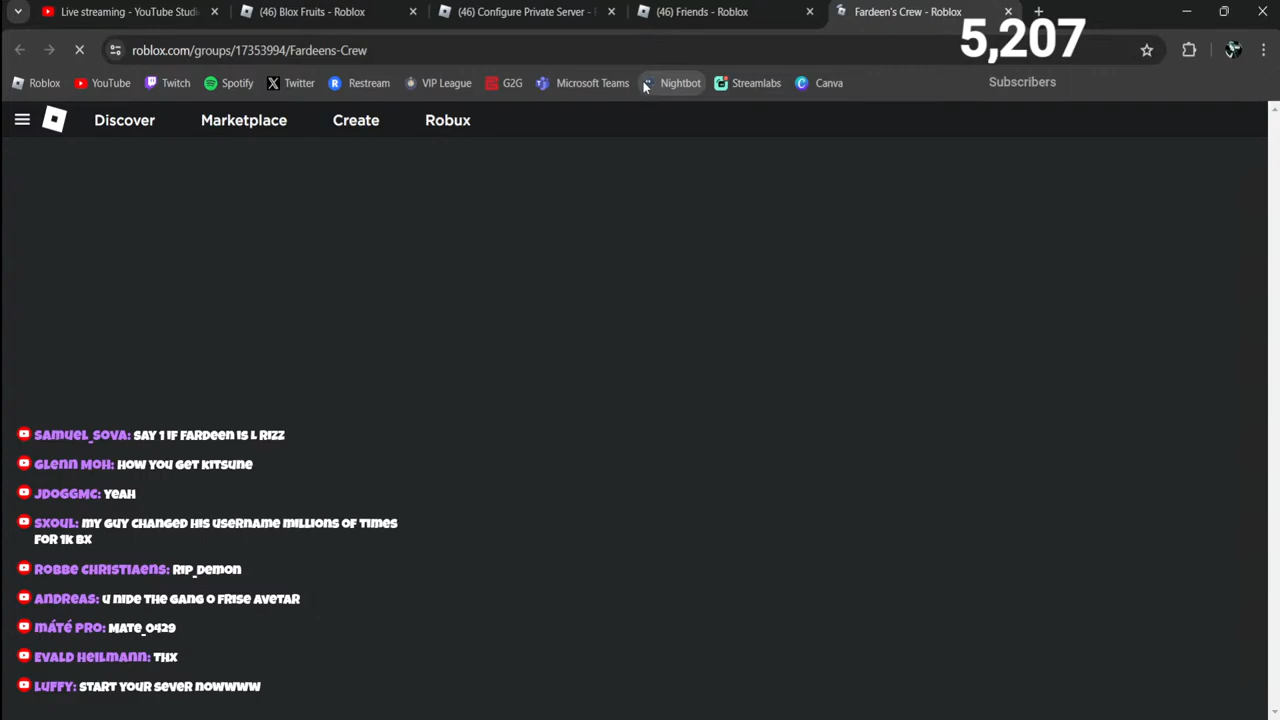 Live streaming - YouTube Studi
(46) Blox Fruits - Roblox
(46) Configure Private Server -
(46) Friends - Roblox
Fardeen's Crew - Roblox
roblox.com/groups/17353994/Fardeens-Crew
5,207
Subscribers
Roblox
YouTube
Twitch
Spotify
Twitter
Restream
VIP League
G2G
Microsoft Teams
Nightbot
Streamlabs
Canva
Discover
Marketplace
Create
Robux
SAMUEL_SOVA: SAY 1 IF FARDEEN IS L RIZZ
GLENN MOH: HOW YOU GET KITSUNE
JDOGGMC: YEAH
SXOUL: MY GUY CHANGED HIS USERNAME MILLIONS OF TIMES
FOR 1K BX
ROBBE CHRISTIAENS: RIP_DEMON
ANDREAS: U NIDE THE GANG O FRISE AVETAR
MÁTÉ PRO: MATE_0429
EVALD HEILMANN: THX
LUFFY: START YOUR SEVER NOWWWW